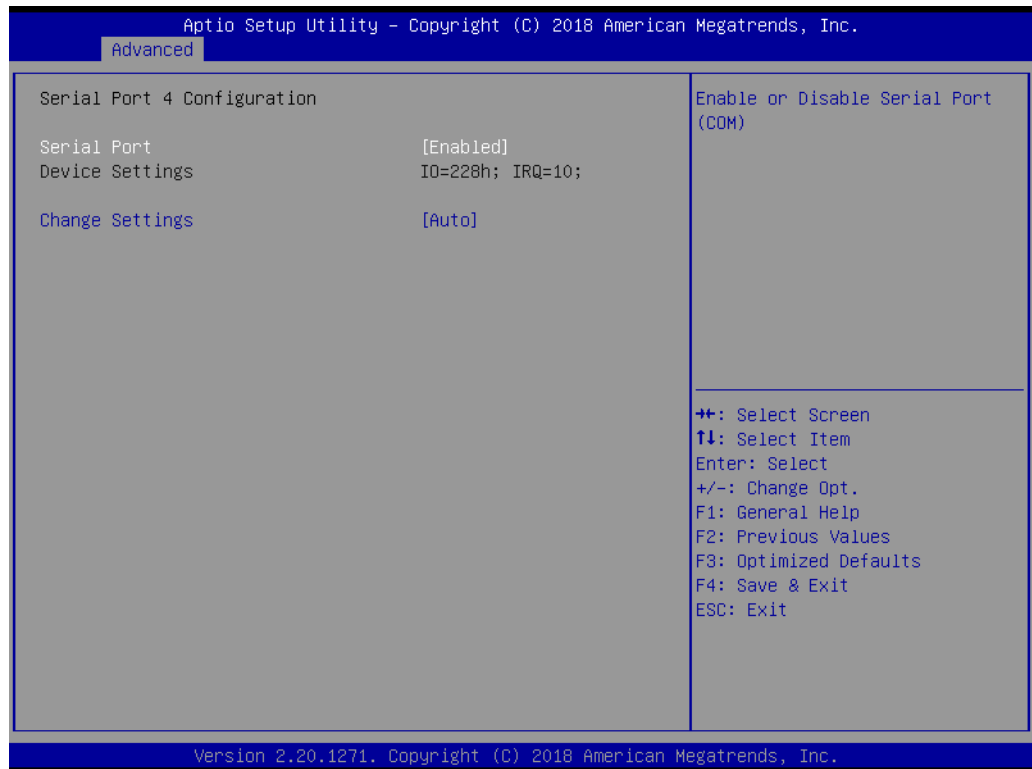 Aptio Setup Utility – Copyright (C) 2018 American Megatrends, Inc.
Advanced
Serial Port 4 Configuration
Serial Port [Enabled]
Device Settings IO=228h; IRQ=10;
Change Settings [Auto]
Enable or Disable Serial Port
(COM)
→←: Select Screen
↑↓: Select Item
Enter: Select
+/-: Change Opt.
F1: General Help
F2: Previous Values
F3: Optimized Defaults
F4: Save & Exit
ESC: Exit
Version 2.20.1271. Copyright (C) 2018 American Megatrends, Inc.